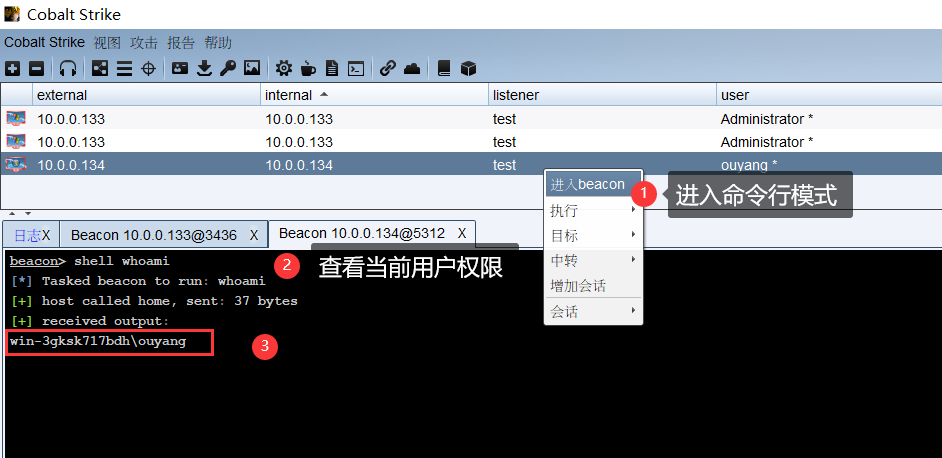 Cobalt Strike
Cobalt Strike 视图 攻击 报告 帮助
external internal listener user
10.0.0.133 10.0.0.133 test Administrator *
10.0.0.133 10.0.0.133 test Administrator *
10.0.0.134 10.0.0.134 test ouyang *
进入beacon
1 进入命令行模式
执行
目标
中转
增加会话
会话
日志X Beacon 10.0.0.133@3436 X Beacon 10.0.0.134@5312 X
beacon> shell whoami
2 查看当前用户权限
[*] Tasked beacon to run: whoami
[+] host called home, sent: 37 bytes
[+] received output:
win-3gksk717bdh\ouyang
3